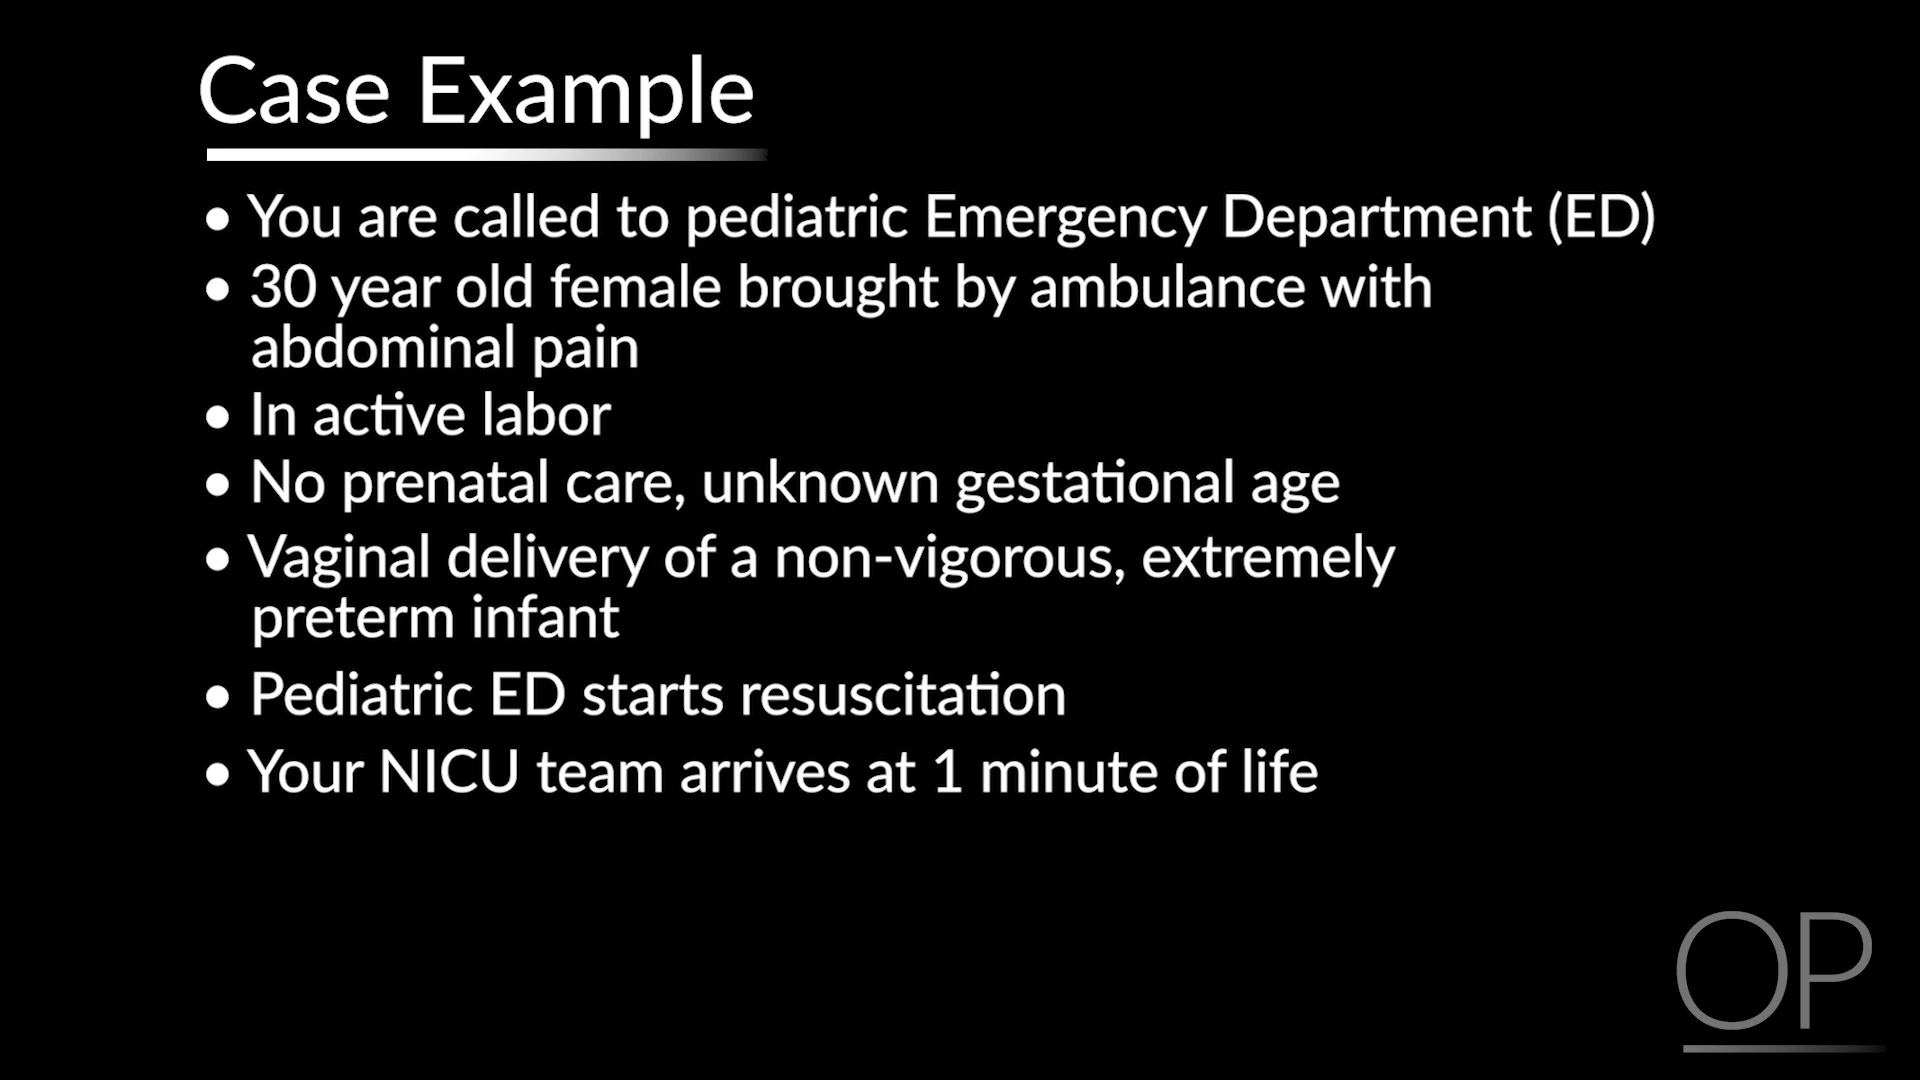 Case Example
• You are called to pediatric Emergency Department (ED)
• 30 year old female brought by ambulance with
abdominal pain
• In active labor
• No prenatal care, unknown gestational age
• Vaginal delivery of a non-vigorous, extremely
preterm infant
• Pediatric ED starts resuscitation
• Your NICU team arrives at 1 minute of life
OP